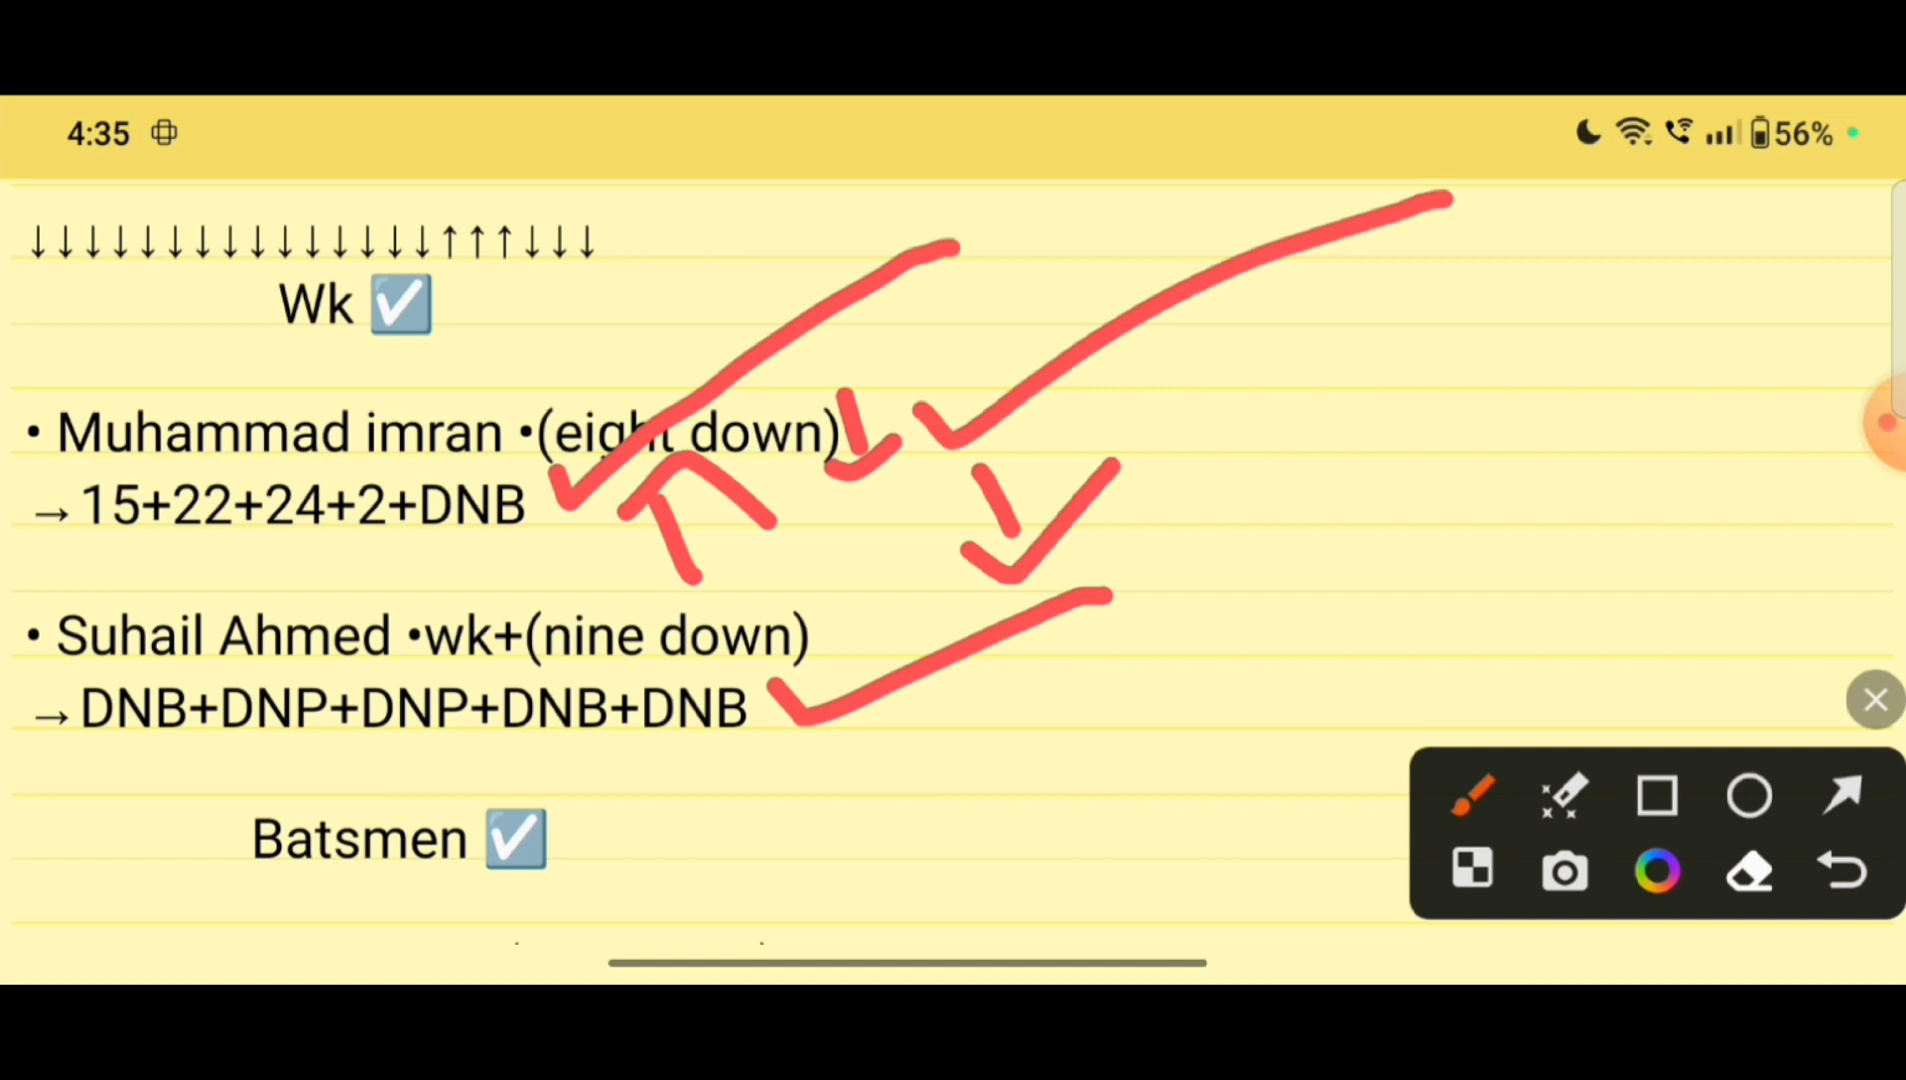 4:35 56%
↓↓↓↓↓↓↓↓↓↓↓↓↓↓↓↑↑↑↓↓↓
Wk ☑️
• Muhammad imran •(eight down)
→15+22+24+2+DNB
• Suhail Ahmed •wk+(nine down)
→DNB+DNP+DNP+DNB+DNB
Batsmen ☑️